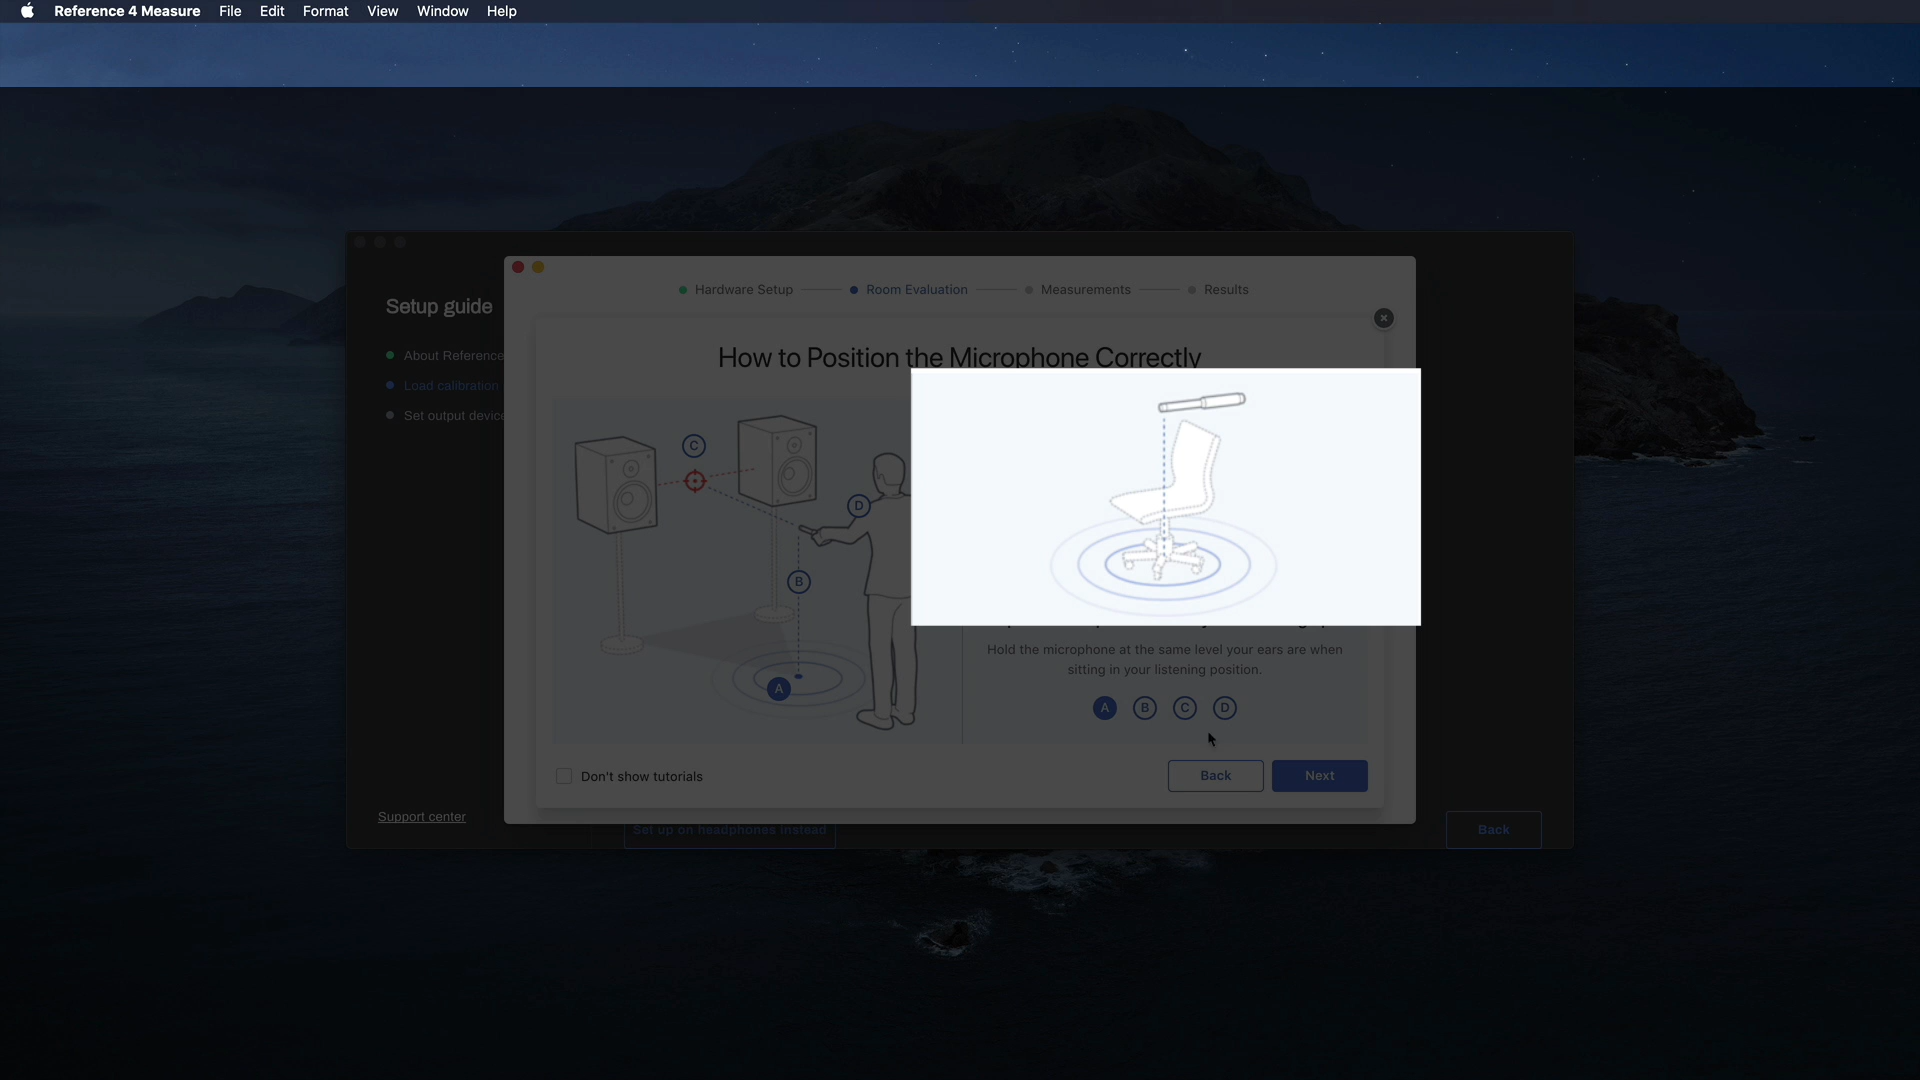 Reference 4 Measure File Edit Format View Window Help
Hardware Setup Room Evaluation Measurements Results
Setup guide
How to Position the Microphone Correctly
About Reference
Load calibration
Set output device
C
D
B
A
Hold the microphone at the same level your ears are when
sitting in your listening position.
A B C D
Don't show tutorials
Back Next
Support center
Set up on headphones instead
Back